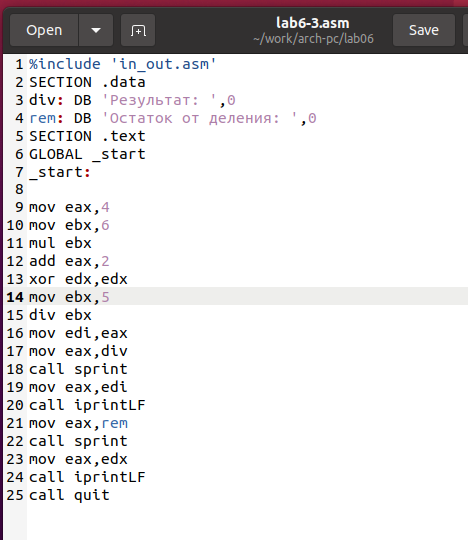 Open
lab6-3.asm
~/work/arch-pc/lab06
Save
1 %include 'in_out.asm'
2 SECTION .data
3 div: DB 'Результат: ',0
4 rem: DB 'Остаток от деления: ',0
5 SECTION .text
6 GLOBAL _start
7 _start:
8
9 mov eax,4
10 mov ebx,6
11 mul ebx
12 add eax,2
13 xor edx,edx
14 mov ebx,5
15 div ebx
16 mov edi,eax
17 mov eax,div
18 call sprint
19 mov eax,edi
20 call iprintLF
21 mov eax,rem
22 call sprint
23 mov eax,edx
24 call iprintLF
25 call quit